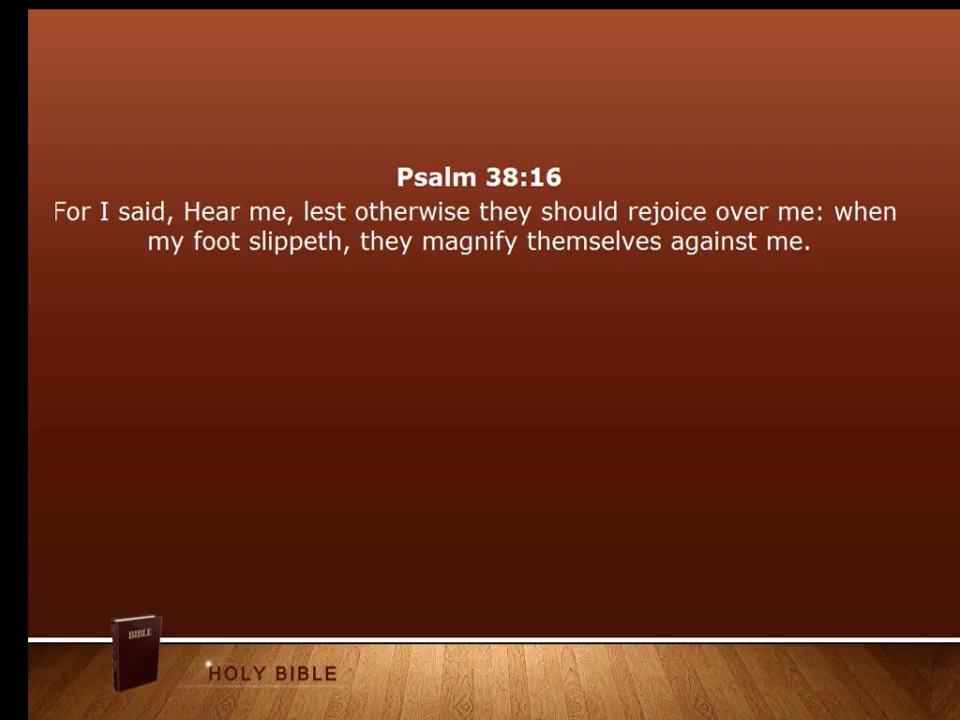 Psalm 38:16
For I said, Hear me, lest otherwise they should rejoice over me: when
my foot slippeth, they magnify themselves against me.
BIBLE
HOLY BIBLE